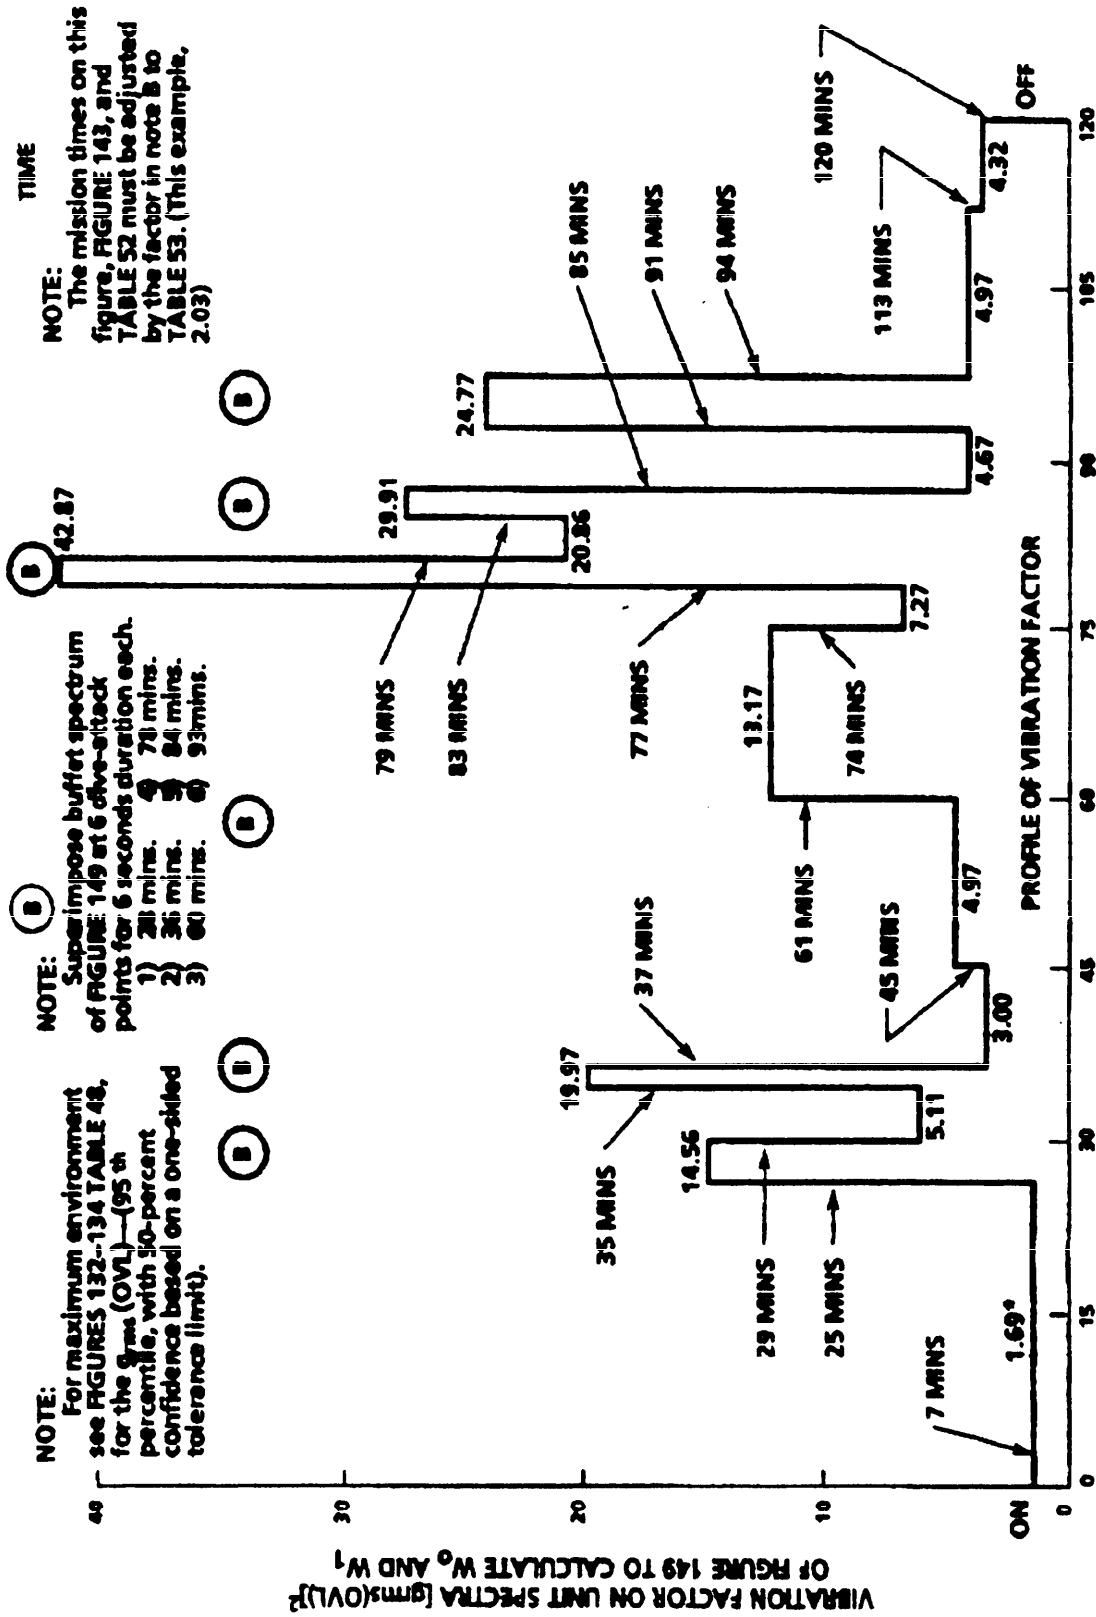 NOTE:
For maximum environment
see FIGURES 132--134 TABLE 48,
for the grms (OVL)—(95 th
percentile, with 50-percent
confidence based on a one-sided
tolerance limit).
NOTE: B
Superimpose buffet spectrum
of FIGURE 149 at 6 dive-attack
points for 6 seconds duration each.
1) 28 mins. 4) 78 mins.
2) 36 mins. 5) 84 mins.
3) 60 mins. 6) 93mins.
TIME
NOTE:
The mission times on this
figure, FIGURE 143, and
TABLE 52 must be adjusted
by the factor in note B to
TABLE 53. (This example,
2.03)
B
B
B
B
B
B
VIBRATION FACTOR ON UNIT SPECTRA [grms(OVL)]²
OF FIGURE 149 TO CALCULATE Wo AND W1
40
30
20
10
0
ON
7 MINS
1.69*
25 MINS
29 MINS
14.56
35 MINS
5.11
19.97
37 MINS
3.00
45 MINS
4.97
61 MINS
13.17
74 MINS
7.27
77 MINS
42.87
79 MINS
20.86
83 MINS
29.91
85 MINS
4.67
91 MINS
24.77
94 MINS
4.97
113 MINS
4.32
120 MINS
OFF
0
15
30
45
60
75
90
105
120
PROFILE OF VIBRATION FACTOR